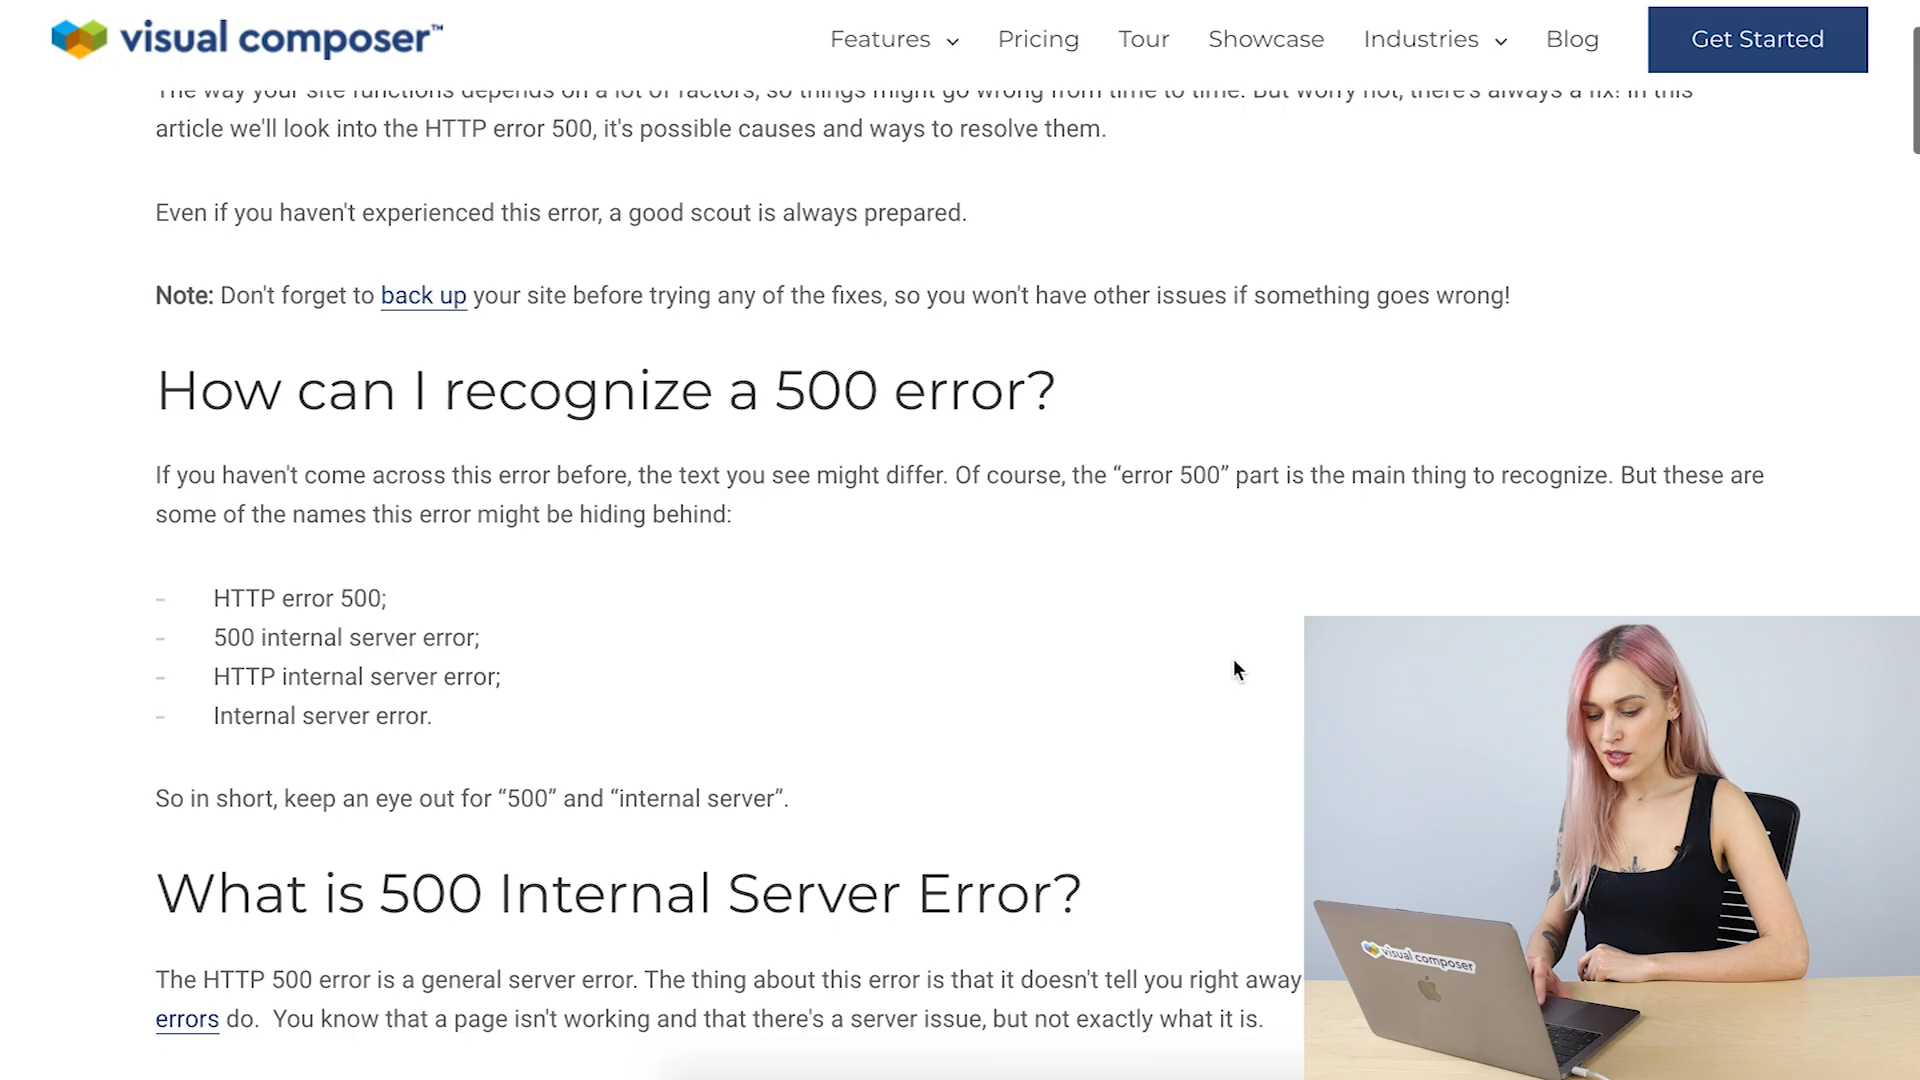 visual composer™
Features
Pricing
Tour
Showcase
Industries
Blog
Get Started
The way your site functions depends on a lot of factors, so things might go wrong from time to time. But worry not, there's always a fix! In this
article we'll look into the HTTP error 500, it's possible causes and ways to resolve them.
Even if you haven't experienced this error, a good scout is always prepared.
Note: Don't forget to back up your site before trying any of the fixes, so you won't have other issues if something goes wrong!
How can I recognize a 500 error?
If you haven't come across this error before, the text you see might differ. Of course, the “error 500” part is the main thing to recognize. But these are
some of the names this error might be hiding behind:
- HTTP error 500;
- 500 internal server error;
- HTTP internal server error;
- Internal server error.
So in short, keep an eye out for “500” and “internal server”.
What is 500 Internal Server Error?
The HTTP 500 error is a general server error. The thing about this error is that it doesn't tell you right away
errors do. You know that a page isn't working and that there's a server issue, but not exactly what it is.
visual composer